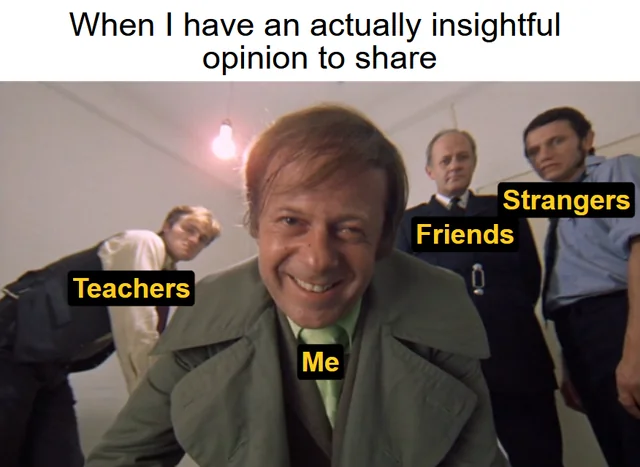 When I have an actually insightful
opinion to share
Strangers
Friends
Teachers
Me